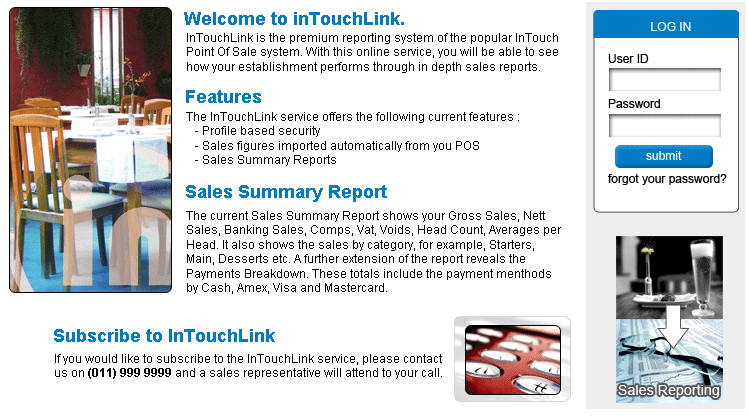 Welcome to inTouchLink.
InTouchLink is the premium reporting system of the popular InTouch
Point Of Sale system. With this online service, you will be able to see
how your establishment performs through in depth sales reports.
Features
The InTouchLink service offers the following current features :
- Profile based security
- Sales figures imported automatically from you POS
- Sales Summary Reports
Sales Summary Report
The current Sales Summary Report shows your Gross Sales, Nett
Sales, Banking Sales, Comps, Vat, Voids, Head Count, Averages per
Head. It also shows the sales by category, for example, Starters,
Main, Desserts etc. A further extension of the report reveals the
Payments Breakdown. These totals include the payment menthods
by Cash, Amex, Visa and Mastercard.
Subscribe to InTouchLink
If you would like to subscribe to the InTouchLink service, please contact
us on (011) 999 9999 and a sales representative will attend to your call.
LOG IN
User ID
Password
submit
forgot your password?
Sales Reporting
in
#